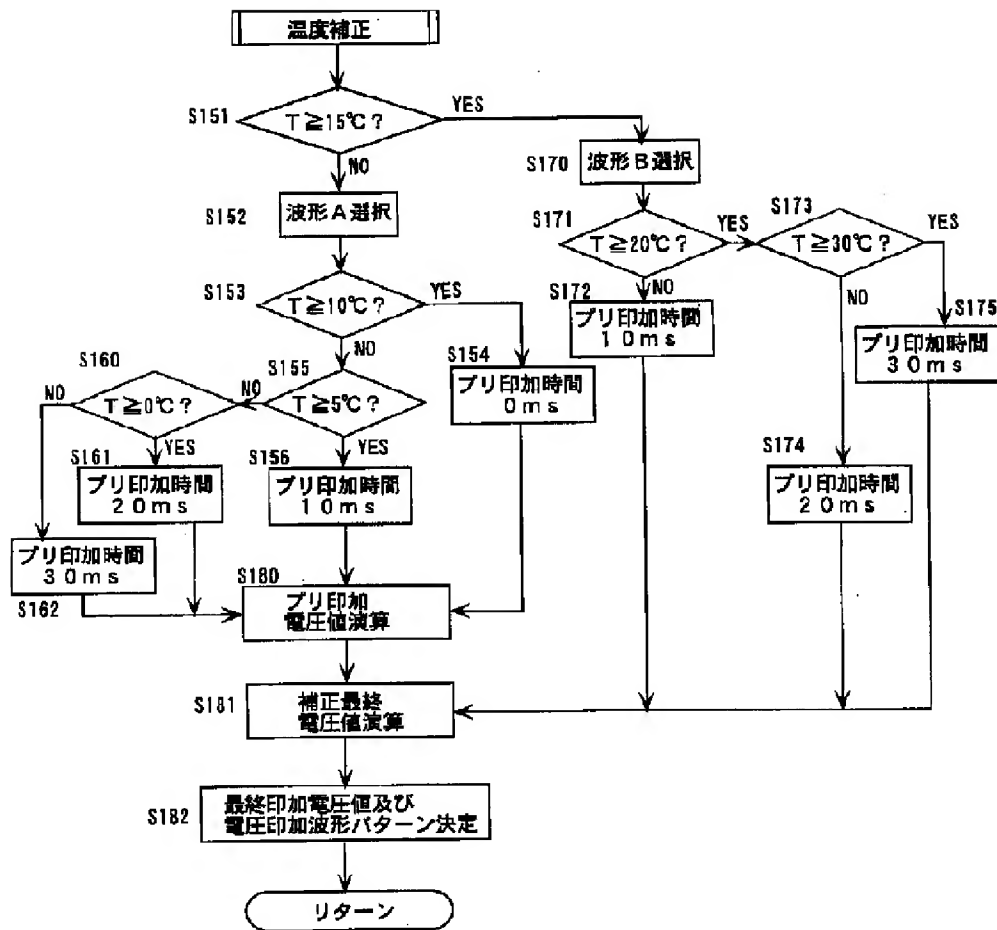 温度補正
S151
T≧15℃?
YES
NO
S170
波形B選択
S152
波形A選択
S171
T≧20℃?
YES
NO
S173
T≧30℃?
YES
NO
S153
T≧10℃?
YES
NO
S172
プリ印加時間
10ms
S175
プリ印加時間
30ms
S154
プリ印加時間
0ms
S155
T≧5℃?
NO
YES
S160
T≧0℃?
NO
YES
S161
プリ印加時間
20ms
S156
プリ印加時間
10ms
S174
プリ印加時間
20ms
プリ印加時間
30ms
S162
S180
プリ印加
電圧値演算
S181
補正最終
電圧値演算
S182
最終印加電圧値及び
電圧印加波形パターン決定
リターン